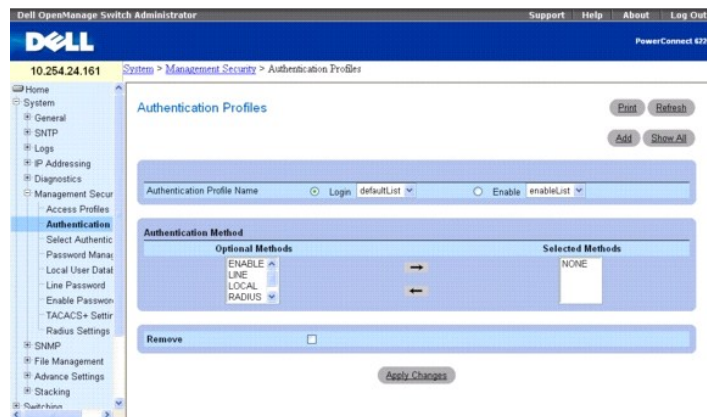 Dell OpenManage Switch Administrator
Support Help About Log Out
DELL
PowerConnect 622
10.254.24.161
System > Management Security > Authentication Profiles
Home
System
General
SNTP
Logs
IP Addressing
Diagnostics
Management Secur
Access Profiles
Authentication
Select Authentic
Password Manag
Local User Datab
Line Password
Enable Passwor
TACACS+ Settir
Radius Settings
SNMP
File Management
Advance Settings
Stacking
Switching
Authentication Profiles
Print Refresh
Add Show All
Authentication Profile Name Login defaultList Enable enableList
Authentication Method
Optional Methods Selected Methods
ENABLE
LINE
LOCAL
RADIUS
NONE
Remove
Apply Changes